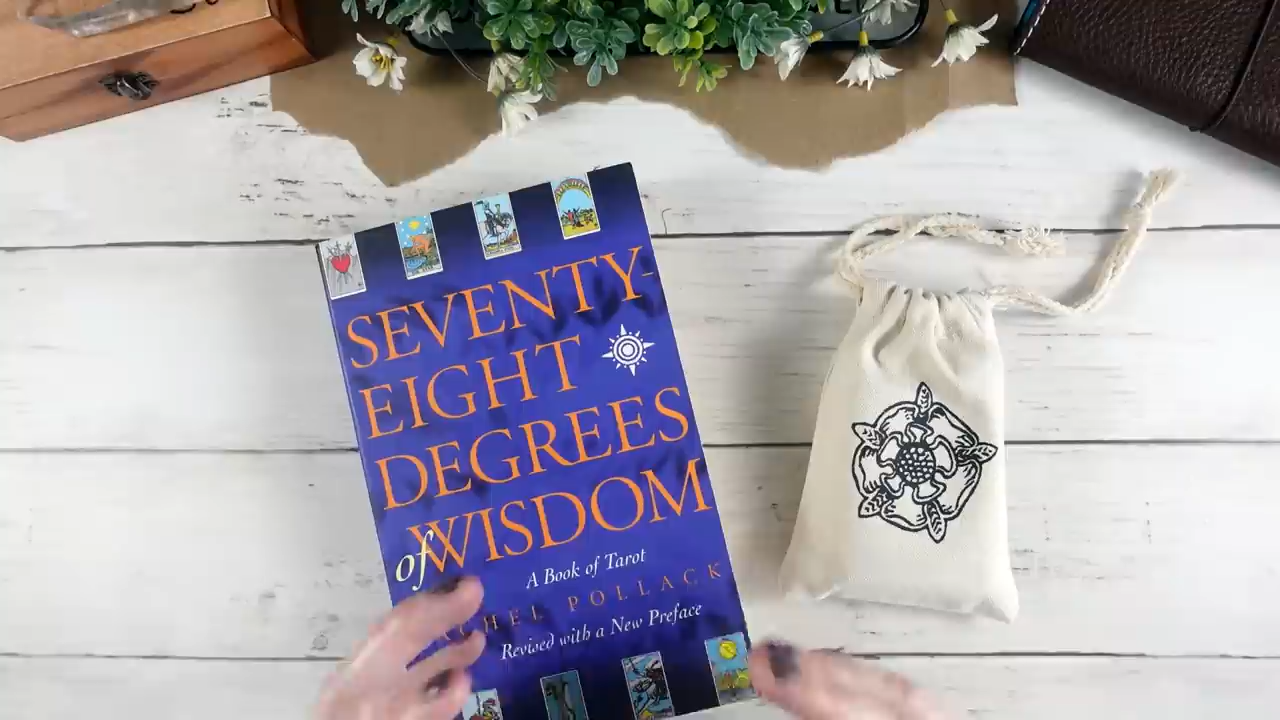 SEVENTY-
EIGHT
DEGREES
of WISDOM
A Book of Tarot
POLLACK
Revised with a New Preface